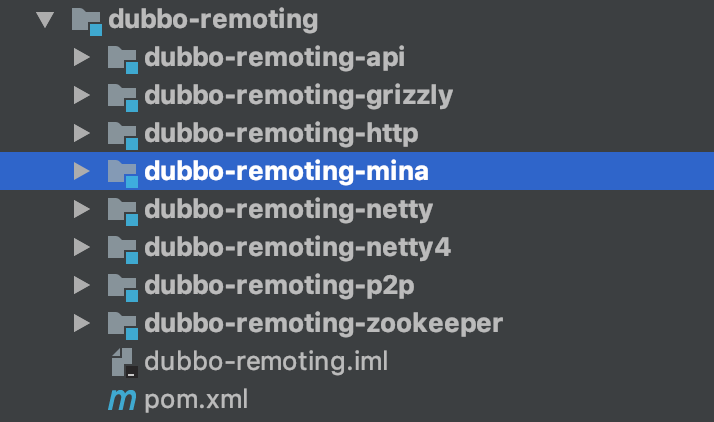 dubbo-remoting
dubbo-remoting-api
dubbo-remoting-grizzly
dubbo-remoting-http
dubbo-remoting-mina
dubbo-remoting-netty
dubbo-remoting-netty4
dubbo-remoting-p2p
dubbo-remoting-zookeeper
dubbo-remoting.iml
pom.xml